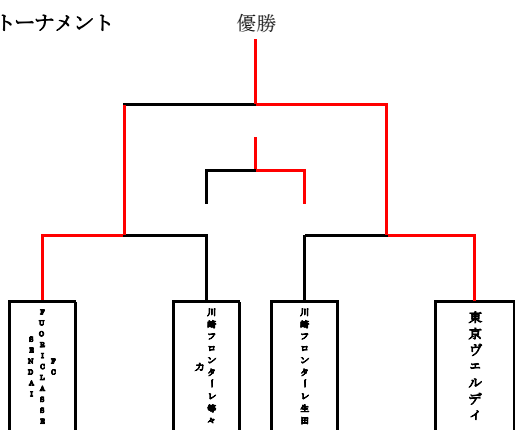 トーナメント
優勝
FC
FUORICLASSE
SENDAI
川崎フロンターレ等々
力
川崎フロンターレ生田
東京ヴェルディ